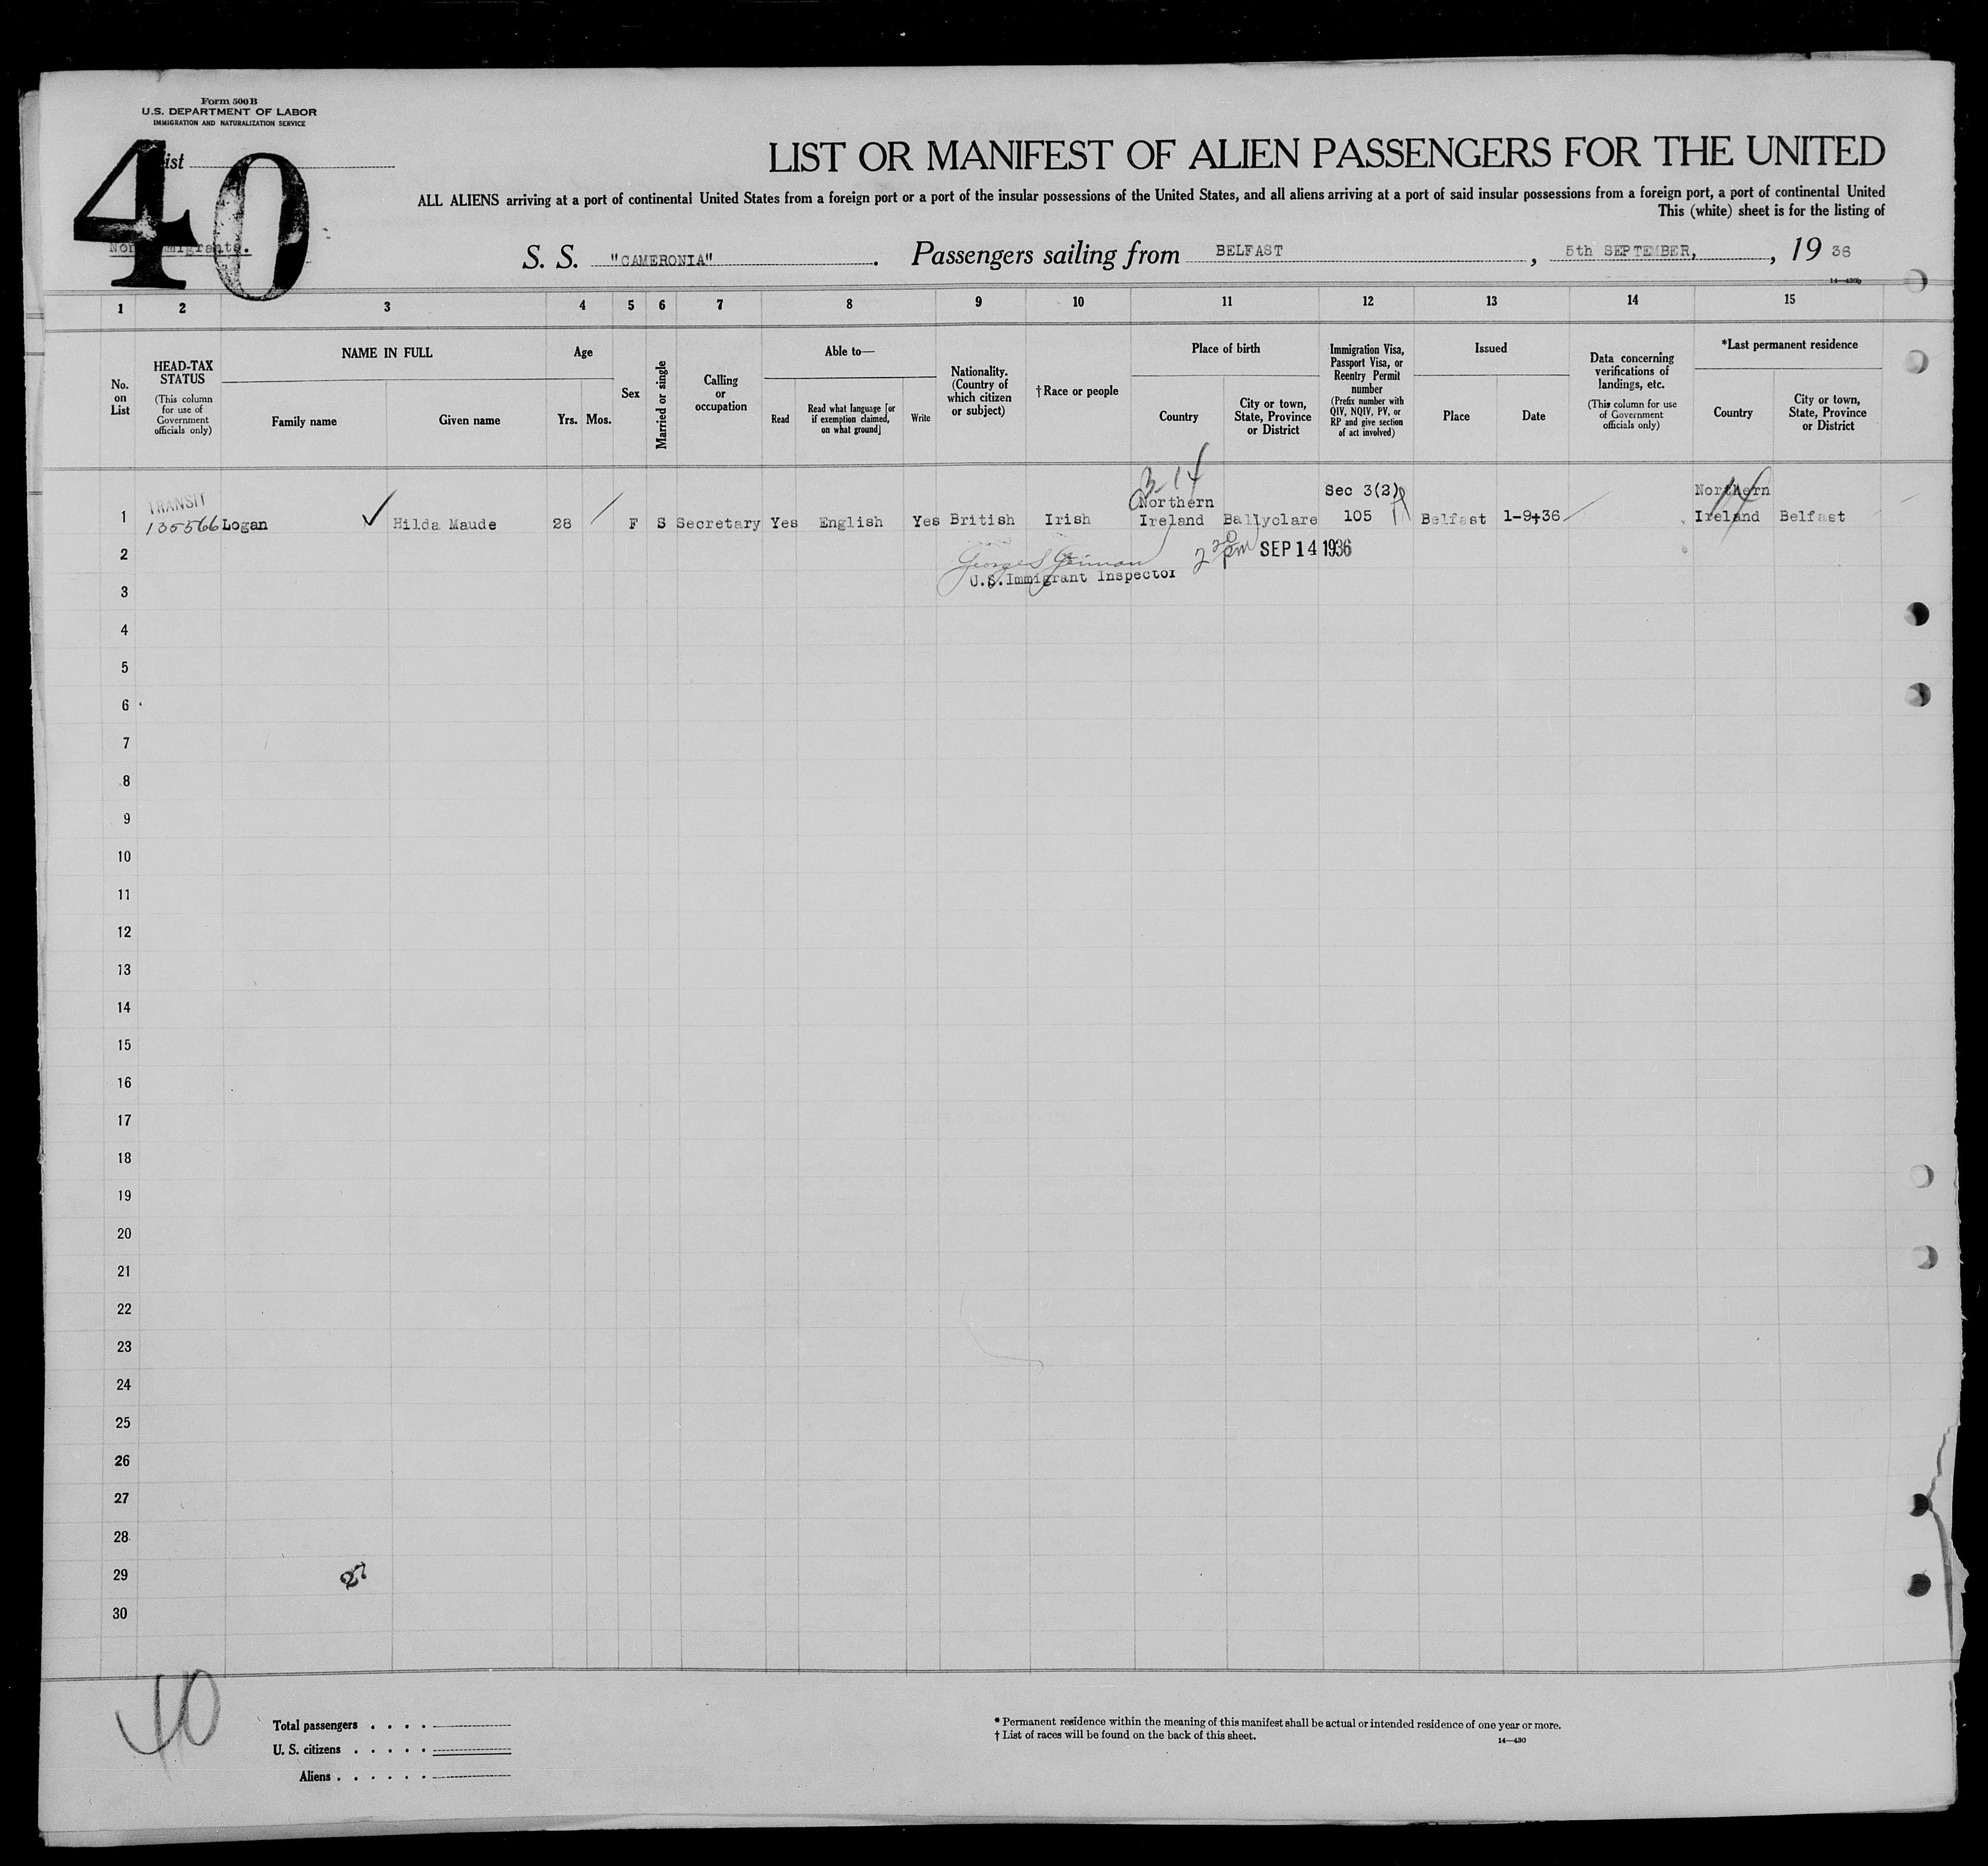 Form 500 B
U.S. DEPARTMENT OF LABOR
IMMIGRATION AND NATURALIZATION SERVICE
40
LIST OR MANIFEST OF ALIEN PASSENGERS FOR THE UNITED
ALL ALIENS arriving at a port of continental United States from a foreign port or a port of the insular possessions of the United States, and all aliens arriving at a port of said insular possessions from a foreign port, a port of continental United
This (white) sheet is for the listing of
S. S. "CAMERONIA". Passengers sailing from BELFAST, 5th SEPTEMBER, , 19 36
1 2 3 4 5 6 7 8 9 10 11 12 13 14 15
No. on List
HEAD-TAX STATUS
(This column for use of Government officials only)
NAME IN FULL
Family name
Given name
Age
Yrs. Mos.
Sex
Married or single
Calling or occupation
Able to—
Read
Read what language [or if exemption claimed, on what ground]
Write
Nationality. (Country of which citizen or subject)
† Race or people
Place of birth
Country
City or town, State, Province or District
Immigration Visa, Passport Visa, or Reentry Permit number
(Prefix number with QIV, NQIV, PV, or RP and give section of act involved)
Issued
Place
Date
Data concerning verifications of landings, etc.
(This column for use of Government officials only)
*Last permanent residence
Country
City or town, State, Province or District
TRANSIT
3-14 Northern Sec 3(2) Northern 14
1 135566 Logan Hilda Maude 28 F S Secretary Yes English Yes British Irish Ireland Ballyclare 105 Belfast 1-9-36 Ireland Belfast
2 2 20 pm SEP 14 1936
U.S. Immigrant Inspector
3
4
5
6
7
8
9
10
11
12
13
14
15
16
17
18
19
20
21
22
23
24
25
26
27
28
29
27
30
40
Total passengers
U. S. citizens
Aliens
* Permanent residence within the meaning of this manifest shall be actual or intended residence of one year or more.
† List of races will be found on the back of this sheet.
14—430